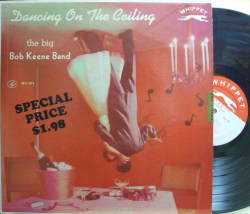 Dancing On The Ceiling
WHIPPET
the big
Bob Keene Band
SPECIAL
PRICE
$1.98
WHIPPET